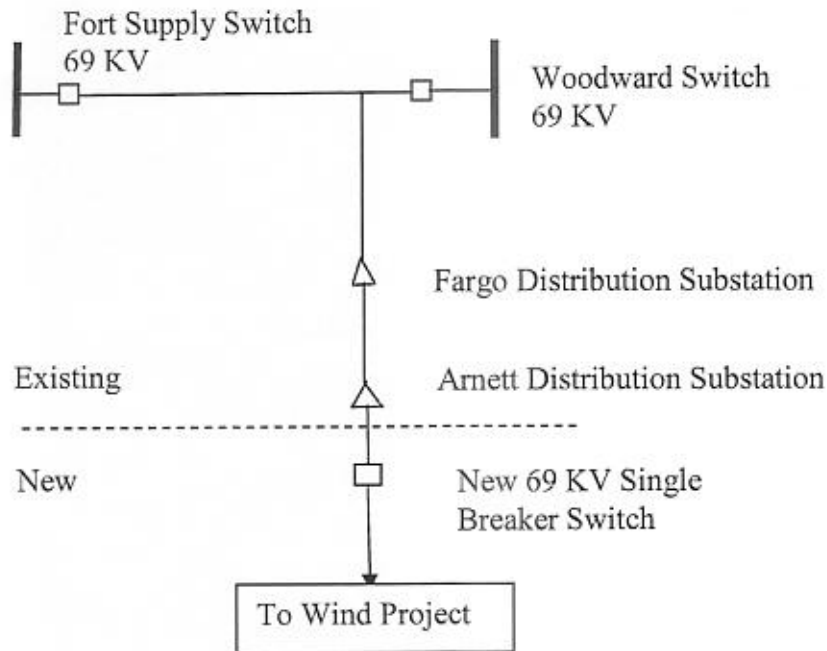 Fort Supply Switch
69 KV
Woodward Switch
69 KV
Fargo Distribution Substation
Existing
Arnett Distribution Substation
New
New 69 KV Single
Breaker Switch
To Wind Project